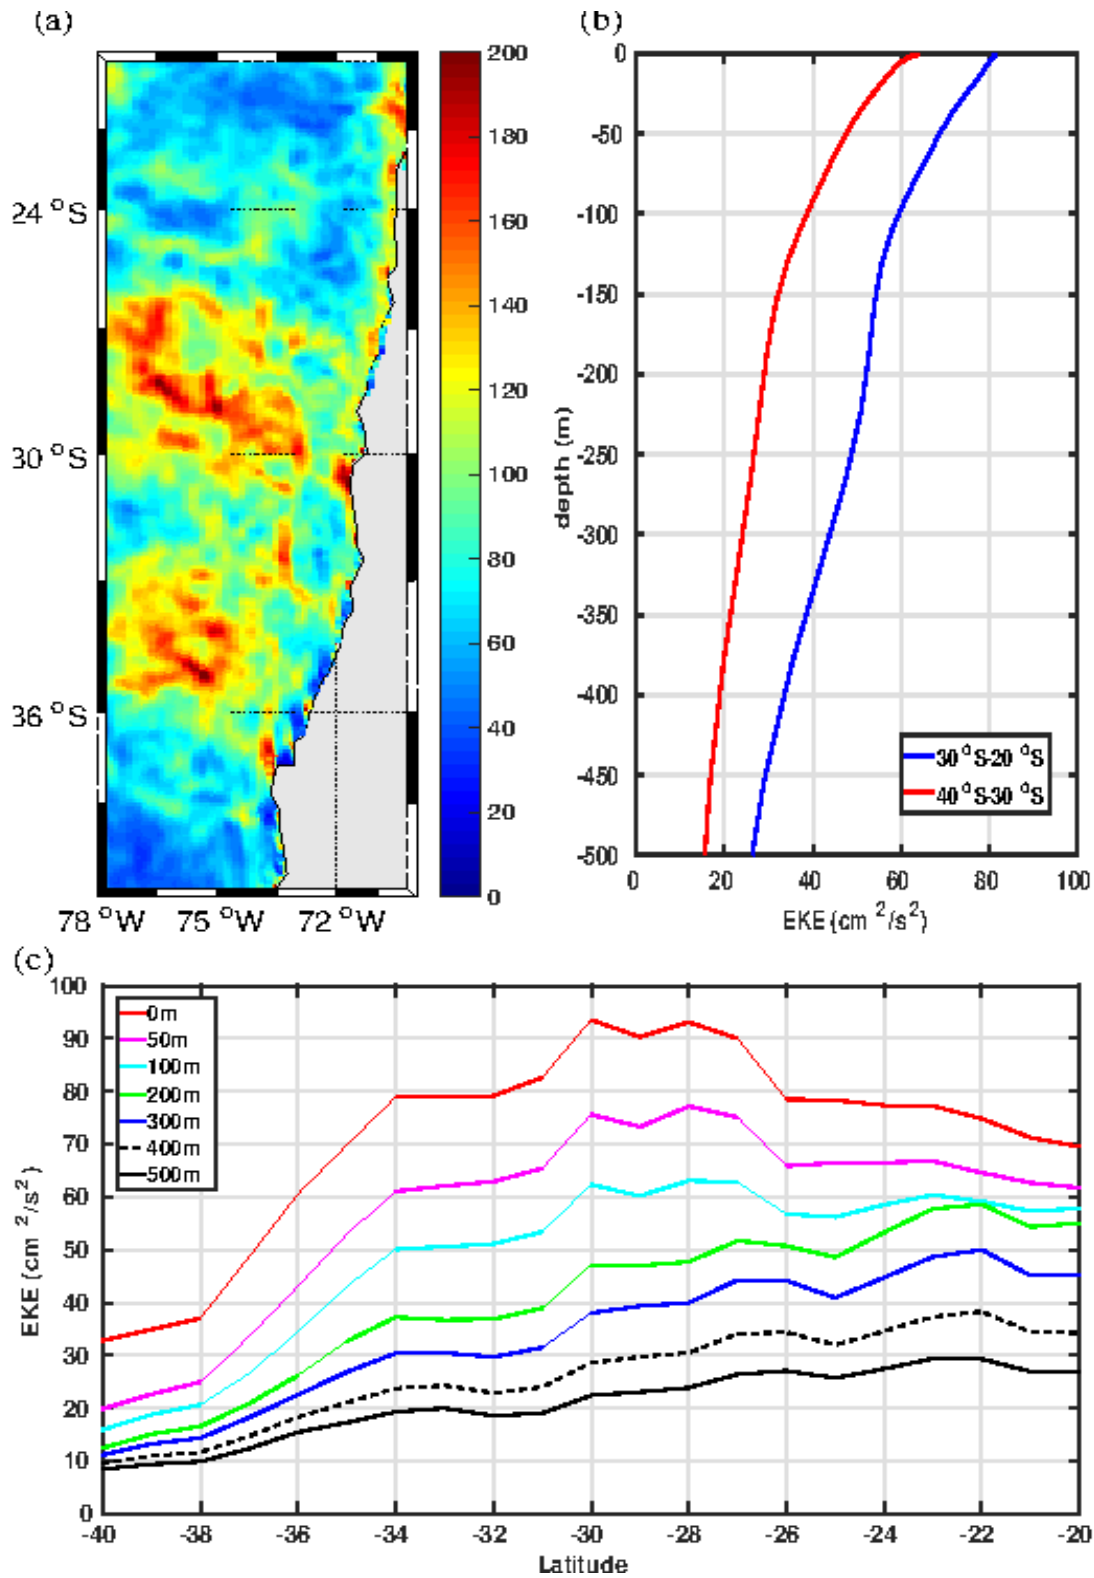 (a)
(b)
200
180
160
140
120
100
80
60
40
20
0
24 °S
30 °S
36 °S
78 °W
75 °W
72 °W
0
-50
-100
-150
-200
-250
-300
-350
-400
-450
-500
depth (m)
30 °S-20 °S
40 °S-30 °S
0
20
40
60
80
100
EKE (cm 2/s2)
(c)
100
90
80
70
60
50
40
30
20
10
0
EKE (cm 2/s2)
0m
50m
100m
200m
300m
400m
500m
-40
-38
-36
-34
-32
-30
-28
-26
-24
-22
-20
Latitude